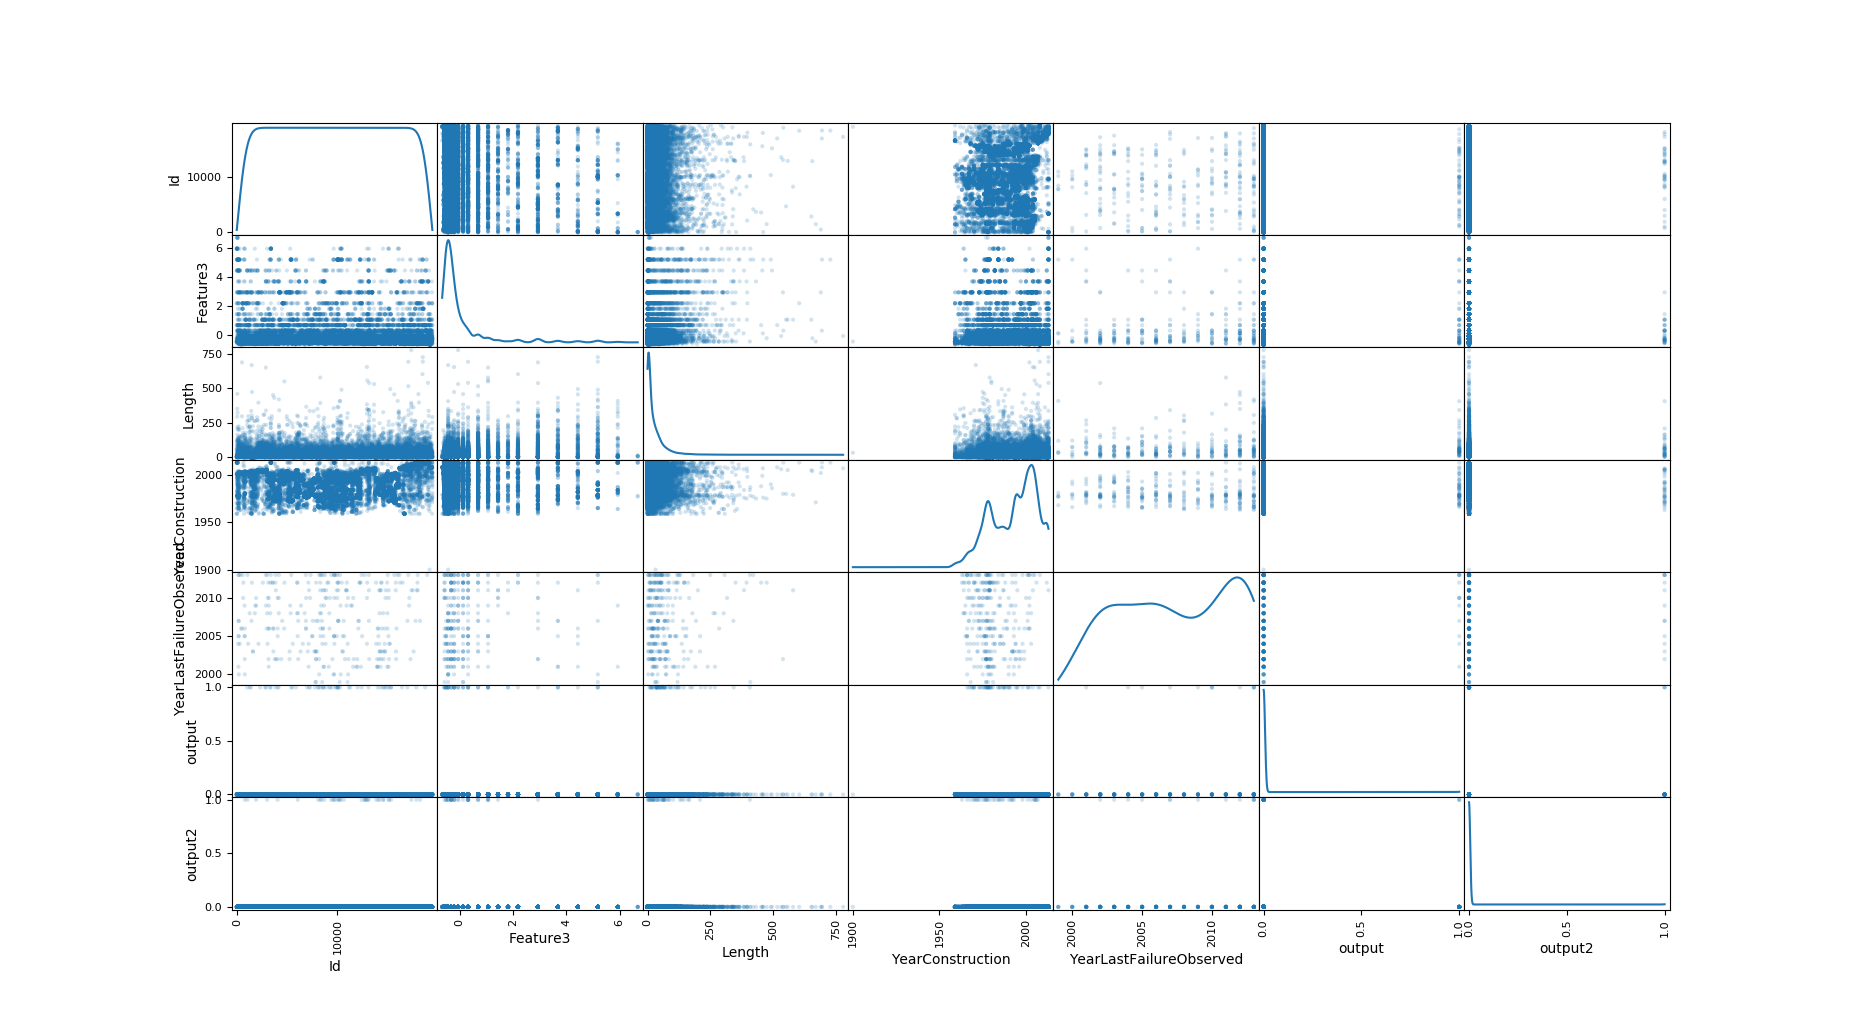 Id
10000
0
Feature3
6
4
2
0
Length
750
500
250
0
YearConstruction
2000
1950
1900
YearLastFailureObserved
2010
2005
2000
output
1.0
0.5
0.0
output2
1.0
0.5
0.0
0 10000
Id
0 2 4 6
Feature3
0 250 500 750
Length
1900 1950 2000
YearConstruction
2000 2005 2010
YearLastFailureObserved
0.0 0.5 1.0
output
0.0 0.5 1.0
output2